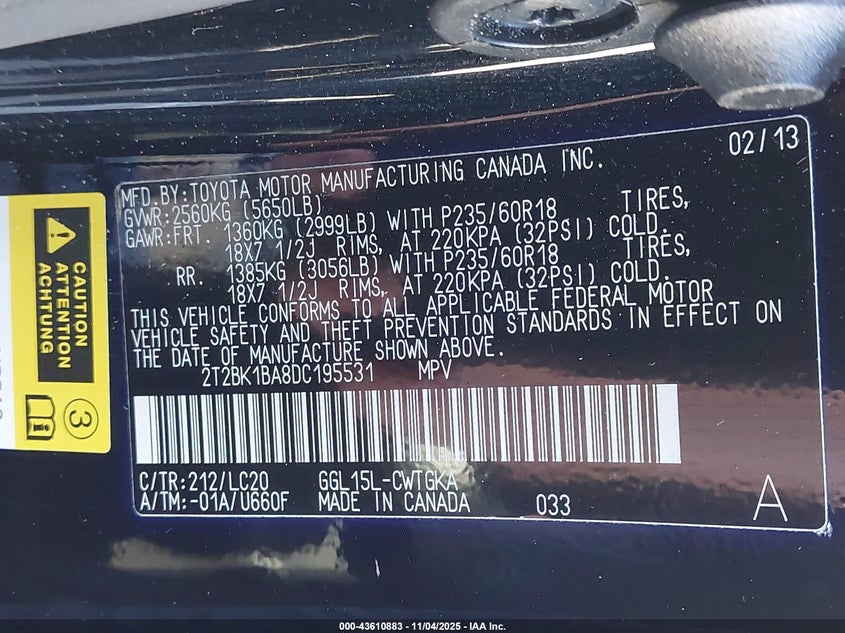 02/13
MFD.BY:TOYOTA MOTOR MANUFACTURING CANADA INC.
GVWR:2560KG (5650LB)
GAWR:FRT. 1360KG (2999LB) WITH P235/60R18 TIRES,
18X7 1/2J RIMS, AT 220KPA (32PSI) COLD.
RR. 1385KG (3056LB) WITH P235/60R18 TIRES,
18X7 1/2J RIMS, AT 220KPA (32PSI) COLD.
THIS VEHICLE CONFORMS TO ALL APPLICABLE FEDERAL MOTOR
VEHICLE SAFETY AND THEFT PREVENTION STANDARDS IN EFFECT ON
THE DATE OF MANUFACTURE SHOWN ABOVE.
2T2BK1BA8DC195531 MPV
C/TR:212/LC20 GGL15L-CWTGKA
A/TM:-01A/U660F MADE IN CANADA 033 A
CAUTION
ATTENTION
ACHTUNG
3
000-43610883 - 11/04/2025 - IAA Inc.